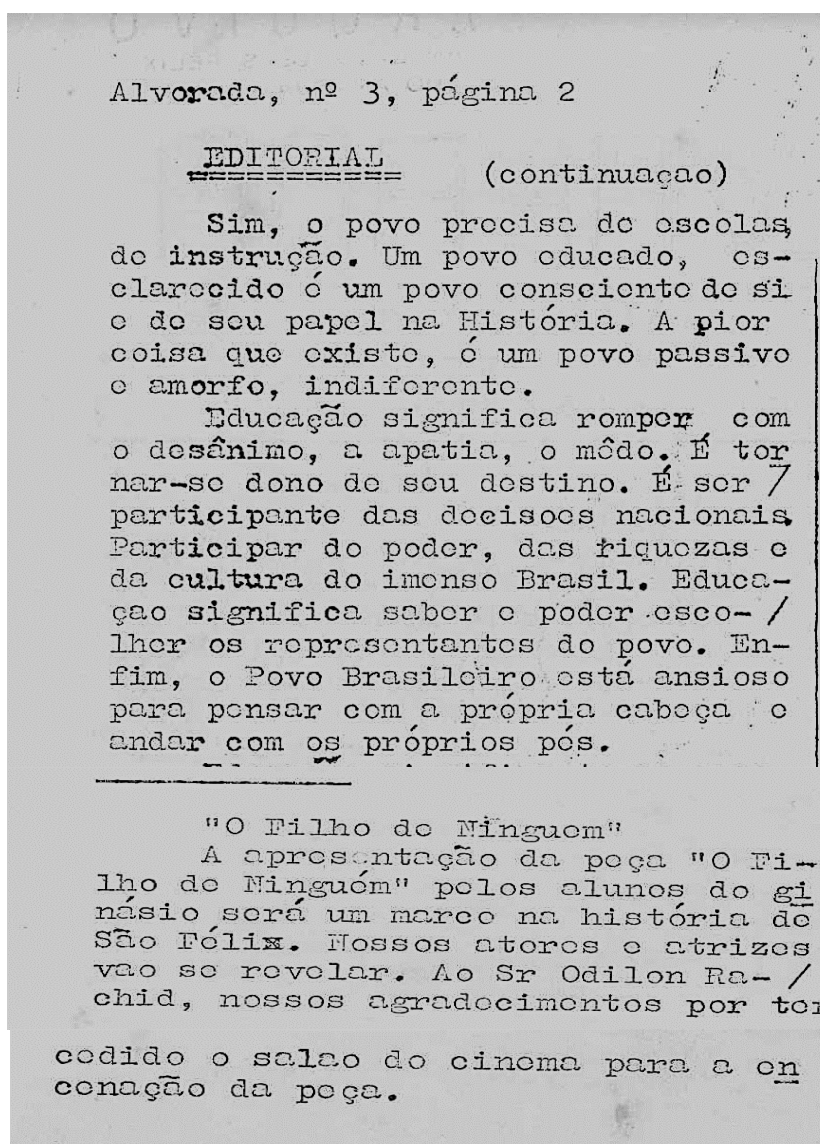 Alvorada, nº 3, página 2
EDITORIAL (continuaçao)
Sim, o povo precisa de escolas,
de instrução. Um povo educado, es-
clarecido é um povo consciente de si
e de seu papel na História. A pior
coisa que existe, é um povo passivo
e amorfo, indiferente.
Educação significa romper com
o desânimo, a apatia, o mêdo. É tor
nar-se dono de seu destino. É ser /
participante das decisoes nacionais.
Participar do poder, das riquezas e
da cultura do imenso Brasil. Educa-
çao significa saber e poder esco- /
lher os representantes do povo. En-
fim, o Povo Brasileiro está ansioso
para pensar com a própria cabeça e
andar com os próprios pés.
"O Filho de Ninguem"
A apresentação da peça "O Fi-
lho de Ninguém" pelos alunos do gi
násio será um marco na história de
São Félix. Nossos atores e atrizes
vao se revelar. Ao Sr Odilon Ra- /
chid, nossos agradecimentos por ter
cedido o salao do cinema para a en
cenação da peça.